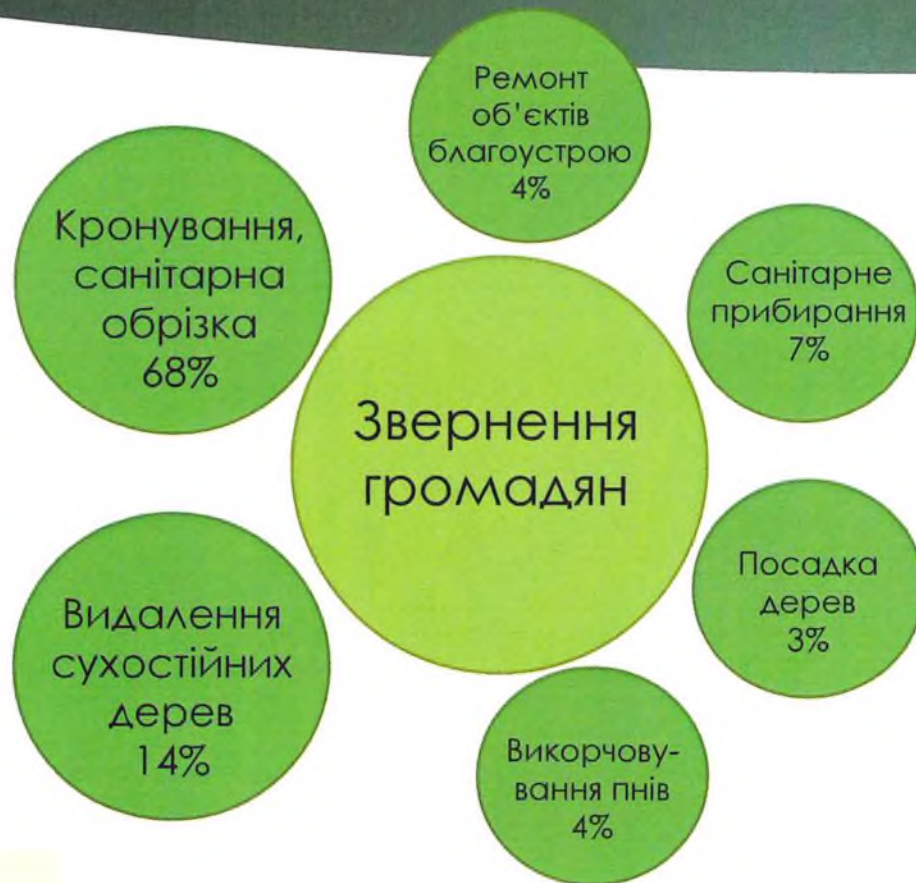 Ремонт
об’єктів
благоустрою
4%
Кронування,
санітарна
обрізка
68%
Санітарне
прибирання
7%
Звернення
громадян
Посадка
дерев
3%
Видалення
сухостійних
дерев
14%
Викорчову-
вання пнів
4%